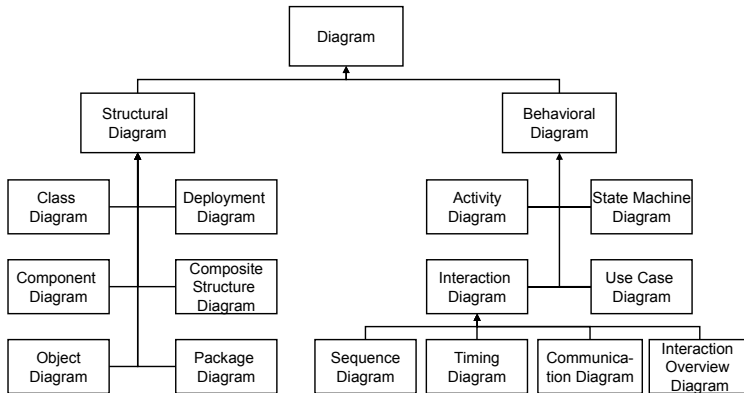 Diagram
Structural
Diagram
Behavioral
Diagram
Class
Diagram
Deployment
Diagram
Activity
Diagram
State Machine
Diagram
Component
Diagram
Composite
Structure
Diagram
Interaction
Diagram
Use Case
Diagram
Object
Diagram
Package
Diagram
Sequence
Diagram
Timing
Diagram
Communica-
tion Diagram
Interaction
Overview
Diagram